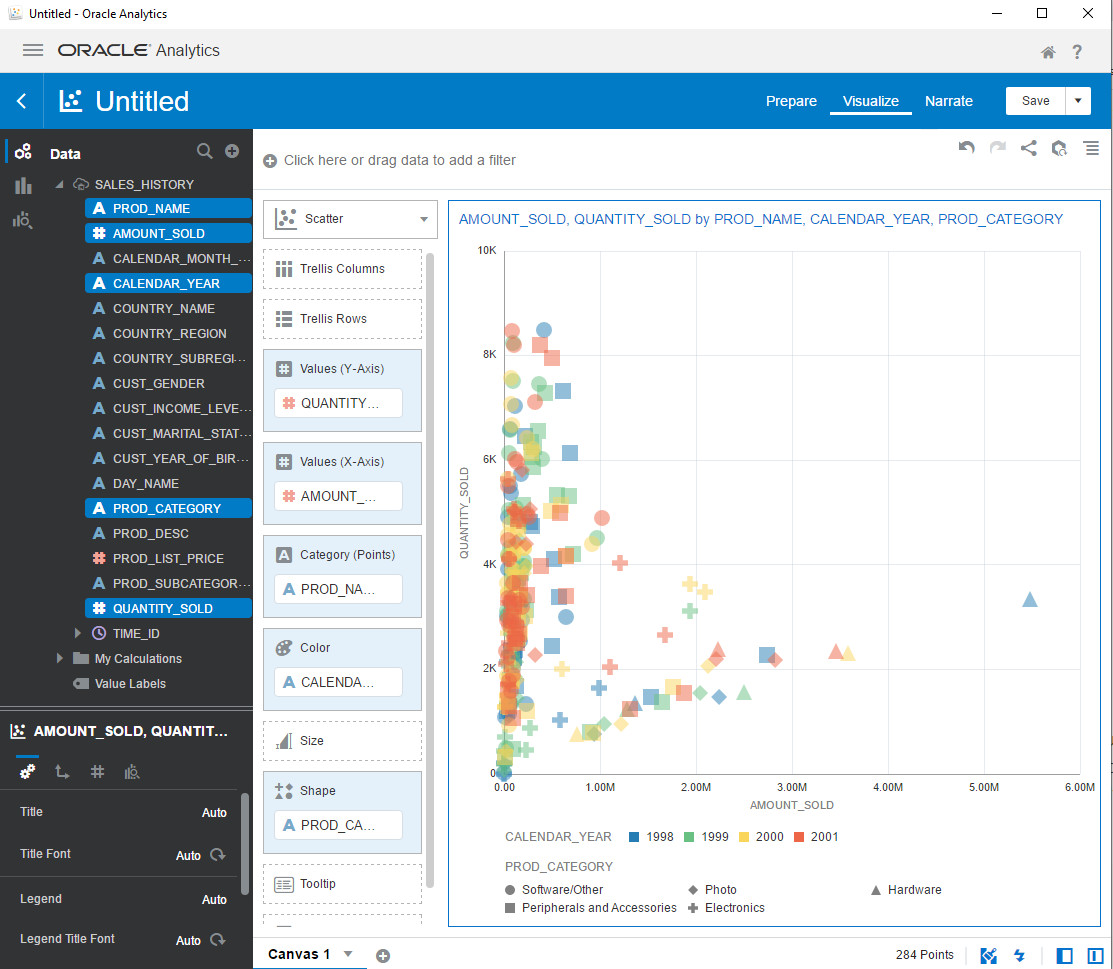 Untitled - Oracle Analytics
ORACLE Analytics
?
Untitled
Prepare
Visualize
Narrate
Save
Data
SALES_HISTORY
A PROD_NAME
# AMOUNT_SOLD
A CALENDAR_MONTH_...
A CALENDAR_YEAR
A COUNTRY_NAME
A COUNTRY_REGION
A COUNTRY_SUBREGI...
A CUST_GENDER
A CUST_INCOME_LEVE...
A CUST_MARITAL_STAT...
A CUST_YEAR_OF_BIR...
A DAY_NAME
A PROD_CATEGORY
A PROD_DESC
# PROD_LIST_PRICE
A PROD_SUBCATEGOR...
# QUANTITY_SOLD
TIME_ID
My Calculations
Value Labels
AMOUNT_SOLD, QUANTIT...
#
Title Auto
Title Font Auto
Legend Auto
Legend Title Font Auto
Click here or drag data to add a filter
Scatter
Trellis Columns
Trellis Rows
# Values (Y-Axis)
# QUANTITY...
# Values (X-Axis)
# AMOUNT_...
A Category (Points)
A PROD_NA...
Color
A CALENDA...
Size
Shape
A PROD_CA...
Tooltip
AMOUNT_SOLD, QUANTITY_SOLD by PROD_NAME, CALENDAR_YEAR, PROD_CATEGORY
10K
8K
6K
4K
2K
0
QUANTITY_SOLD
0.00 1.00M 2.00M 3.00M 4.00M 5.00M 6.00M
AMOUNT_SOLD
CALENDAR_YEAR 1998 1999 2000 2001
PROD_CATEGORY
Software/Other Photo Hardware
Peripherals and Accessories Electronics
Canvas 1
284 Points